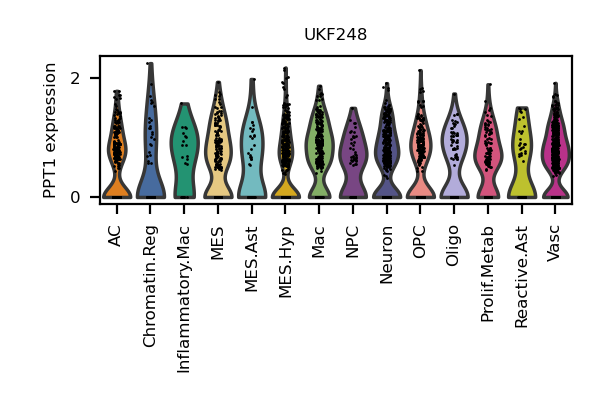 UKF248
PPT1 expression
2
0
AC
Chromatin.Reg
Inflammatory.Mac
MES
MES.Ast
MES.Hyp
Mac
NPC
Neuron
OPC
Oligo
Prolif.Metab
Reactive.Ast
Vasc